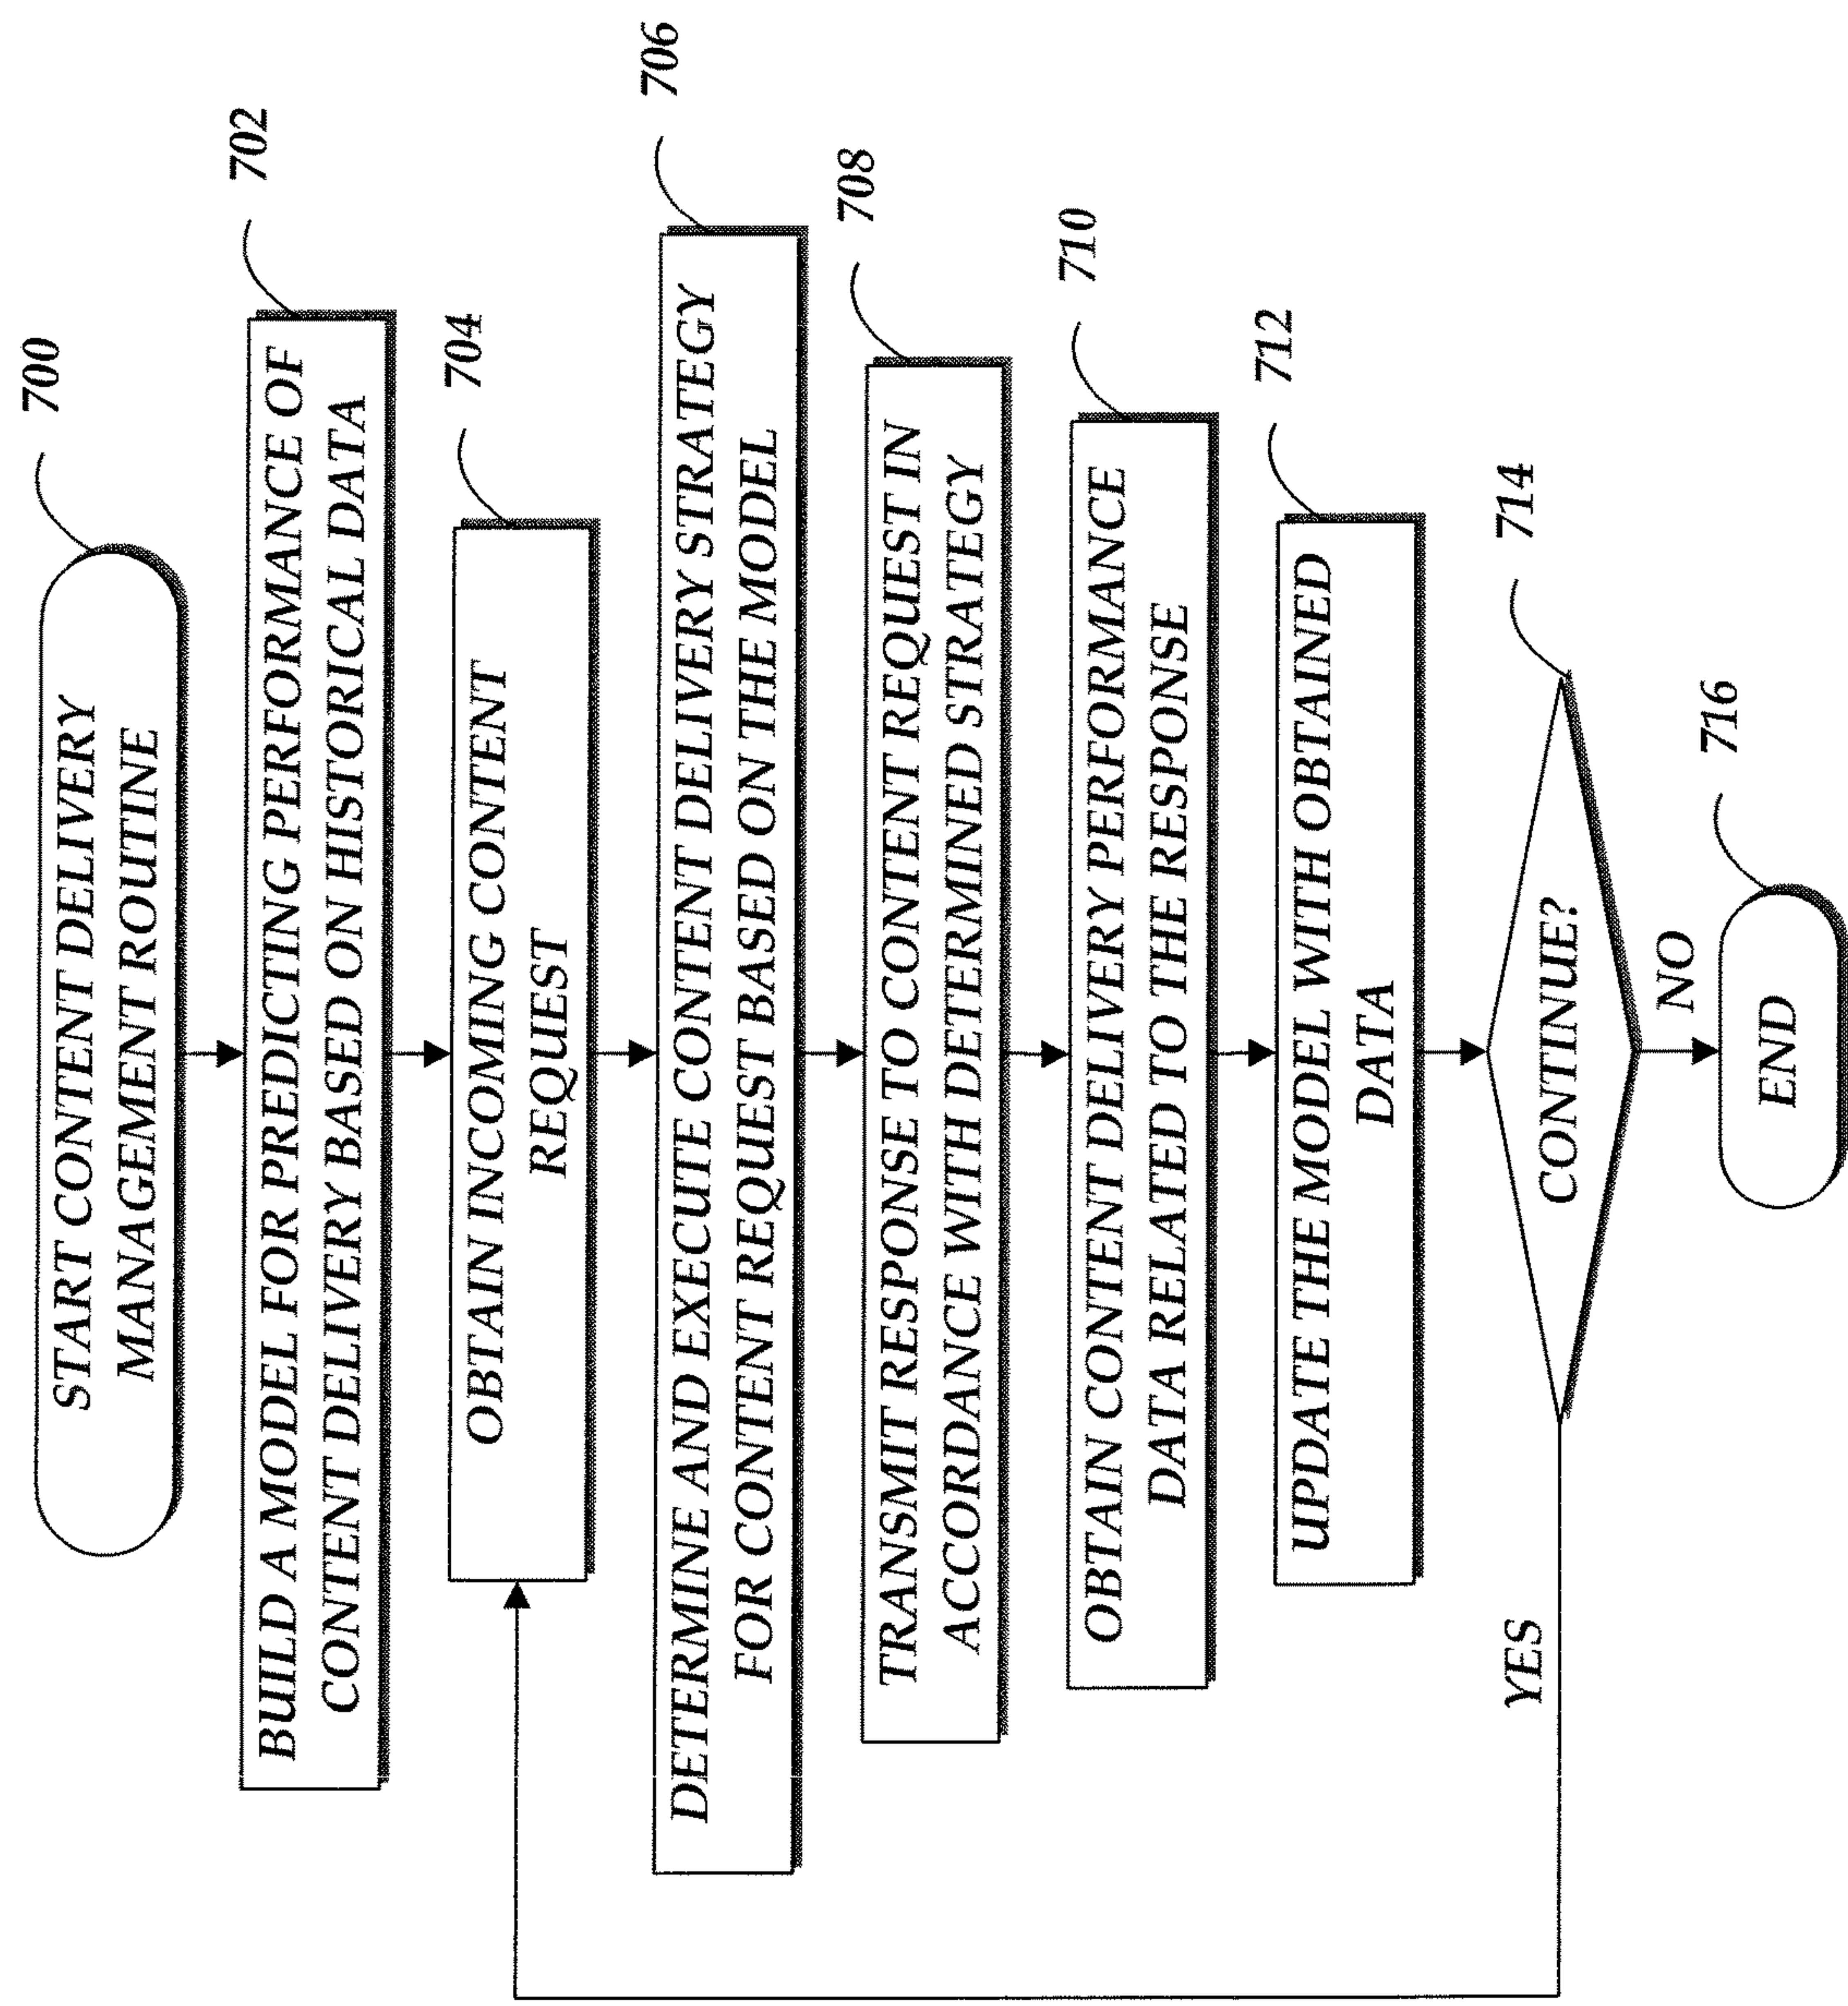 700
START CONTENT DELIVERY
MANAGEMENT ROUTINE
702
BUILD A MODEL FOR PREDICTING PERFORMANCE OF
CONTENT DELIVERY BASED ON HISTORICAL DATA
704
OBTAIN INCOMING CONTENT
REQUEST
706
DETERMINE AND EXECUTE CONTENT DELIVERY STRATEGY
FOR CONTENT REQUEST BASED ON THE MODEL
708
TRANSMIT RESPONSE TO CONTENT REQUEST IN
ACCORDANCE WITH DETERMINED STRATEGY
710
OBTAIN CONTENT DELIVERY PERFORMANCE
DATA RELATED TO THE RESPONSE
712
UPDATE THE MODEL WITH OBTAINED
DATA
714
CONTINUE?
YES
NO
716
END